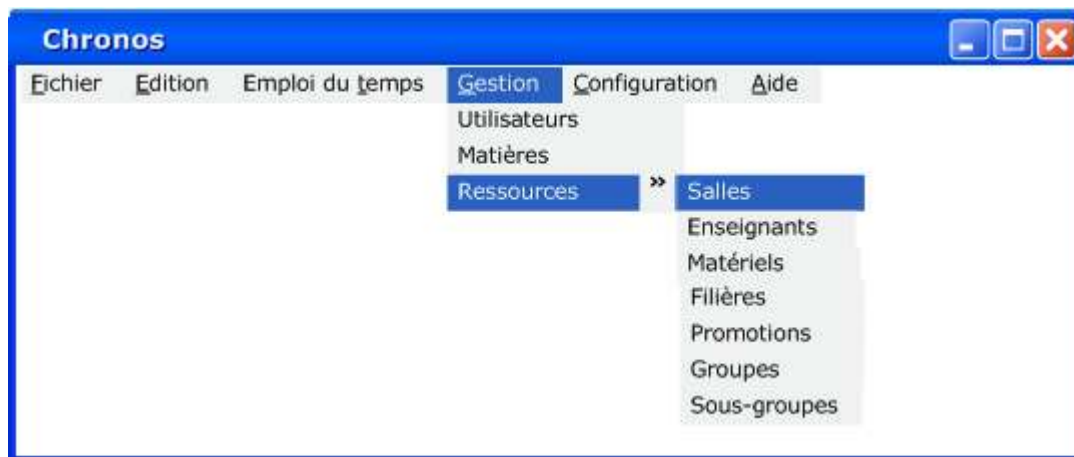 Chronos
Fichier Edition Emploi du temps Gestion Configuration Aide
Utilisateurs
Matières
Ressources » Salles
Enseignants
Matériels
Filières
Promotions
Groupes
Sous-groupes